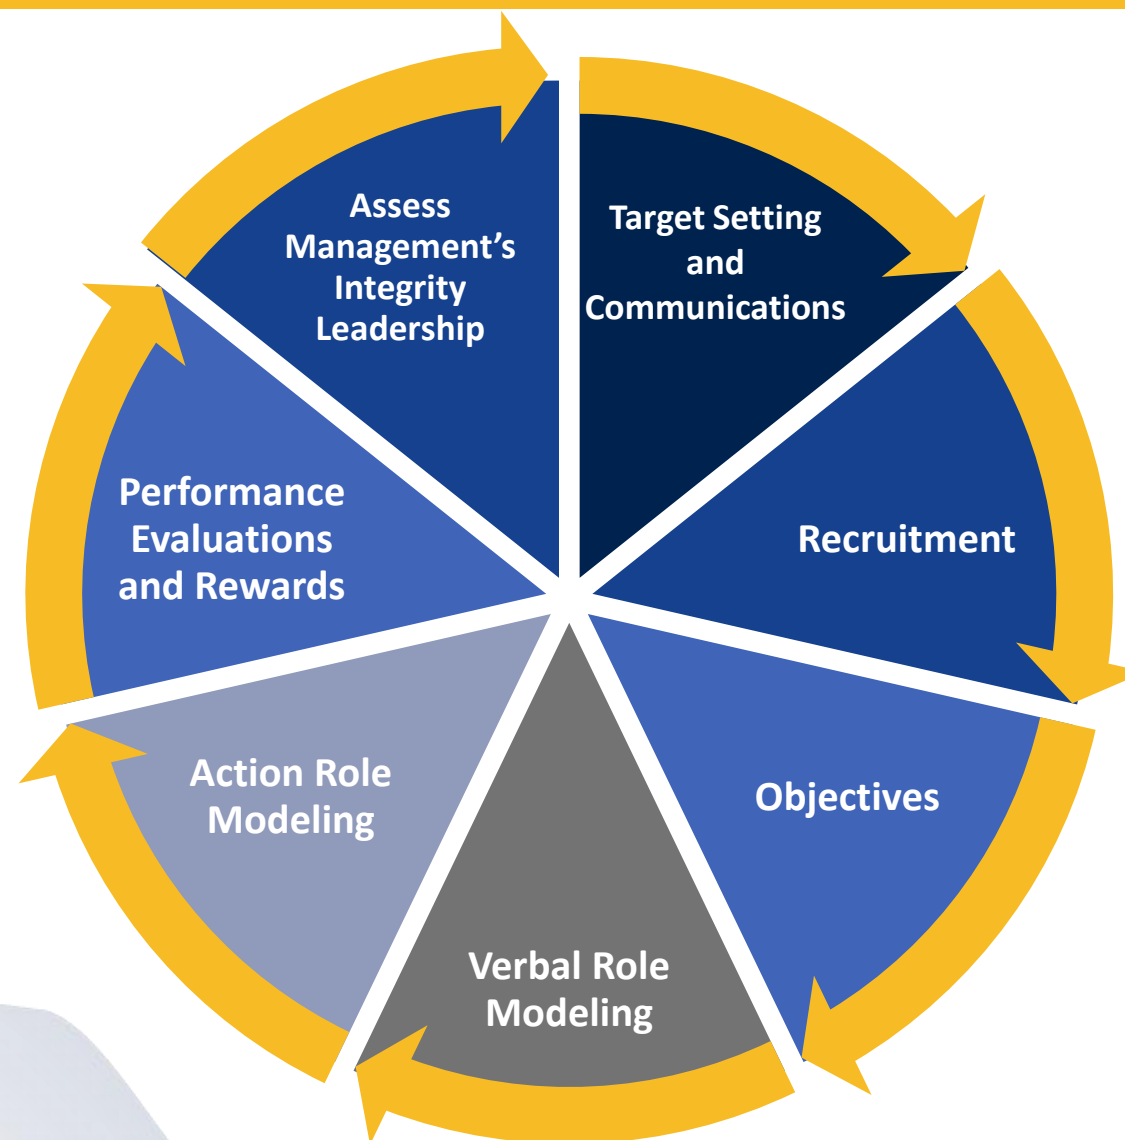 Assess
Management’s
Integrity
Leadership
Target Setting
and
Communications
Recruitment
Objectives
Verbal Role
Modeling
Action Role
Modeling
Performance
Evaluations
and Rewards